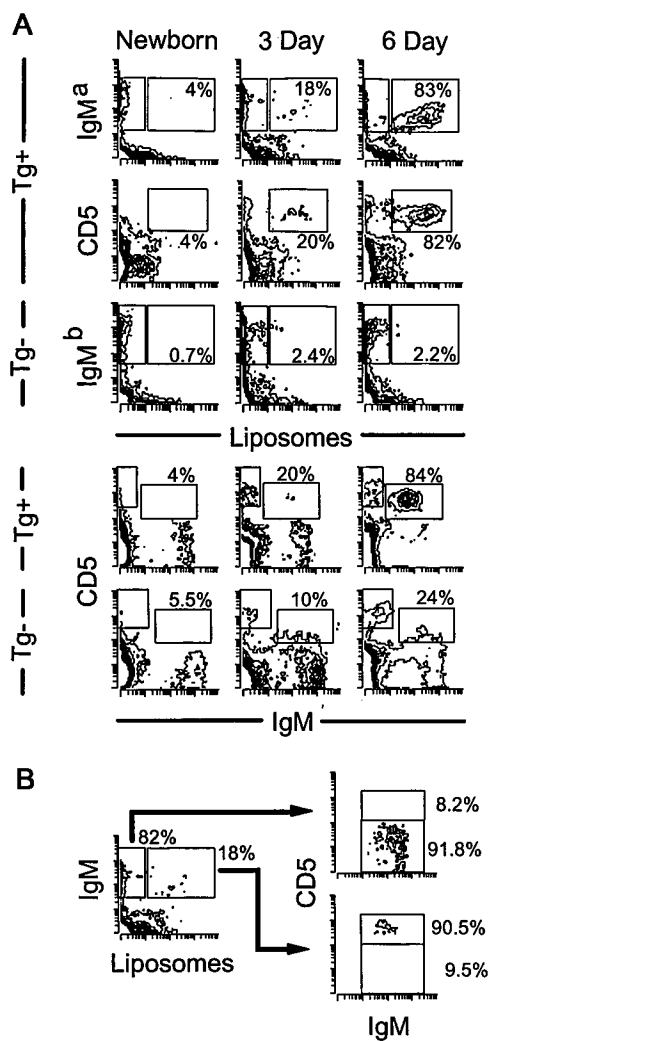 A
Newborn 3 Day 6 Day
Tg+
IgMa
4% 18% 83%
CD5
.4% 20% 82%
Tg-
IgMb
0.7% 2.4% 2.2%
Liposomes
Tg+
4% 20% 84%
CD5
Tg-
5.5% 10% 24%
IgM
B
8.2%
82%
18%
91.8%
IgM
CD5
Liposomes
90.5%
9.5%
IgM